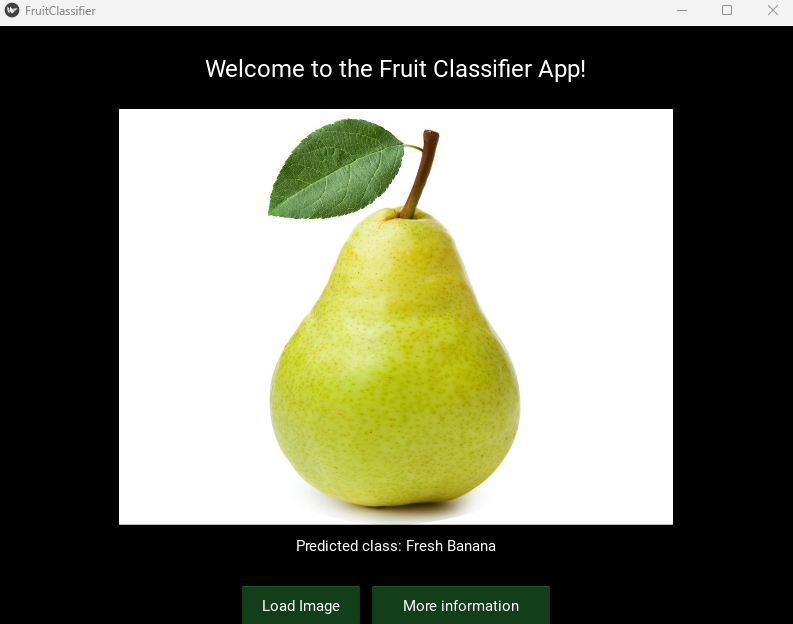 FruitClassifier
Welcome to the Fruit Classifier App!
Predicted class: Fresh Banana
Load Image
More information